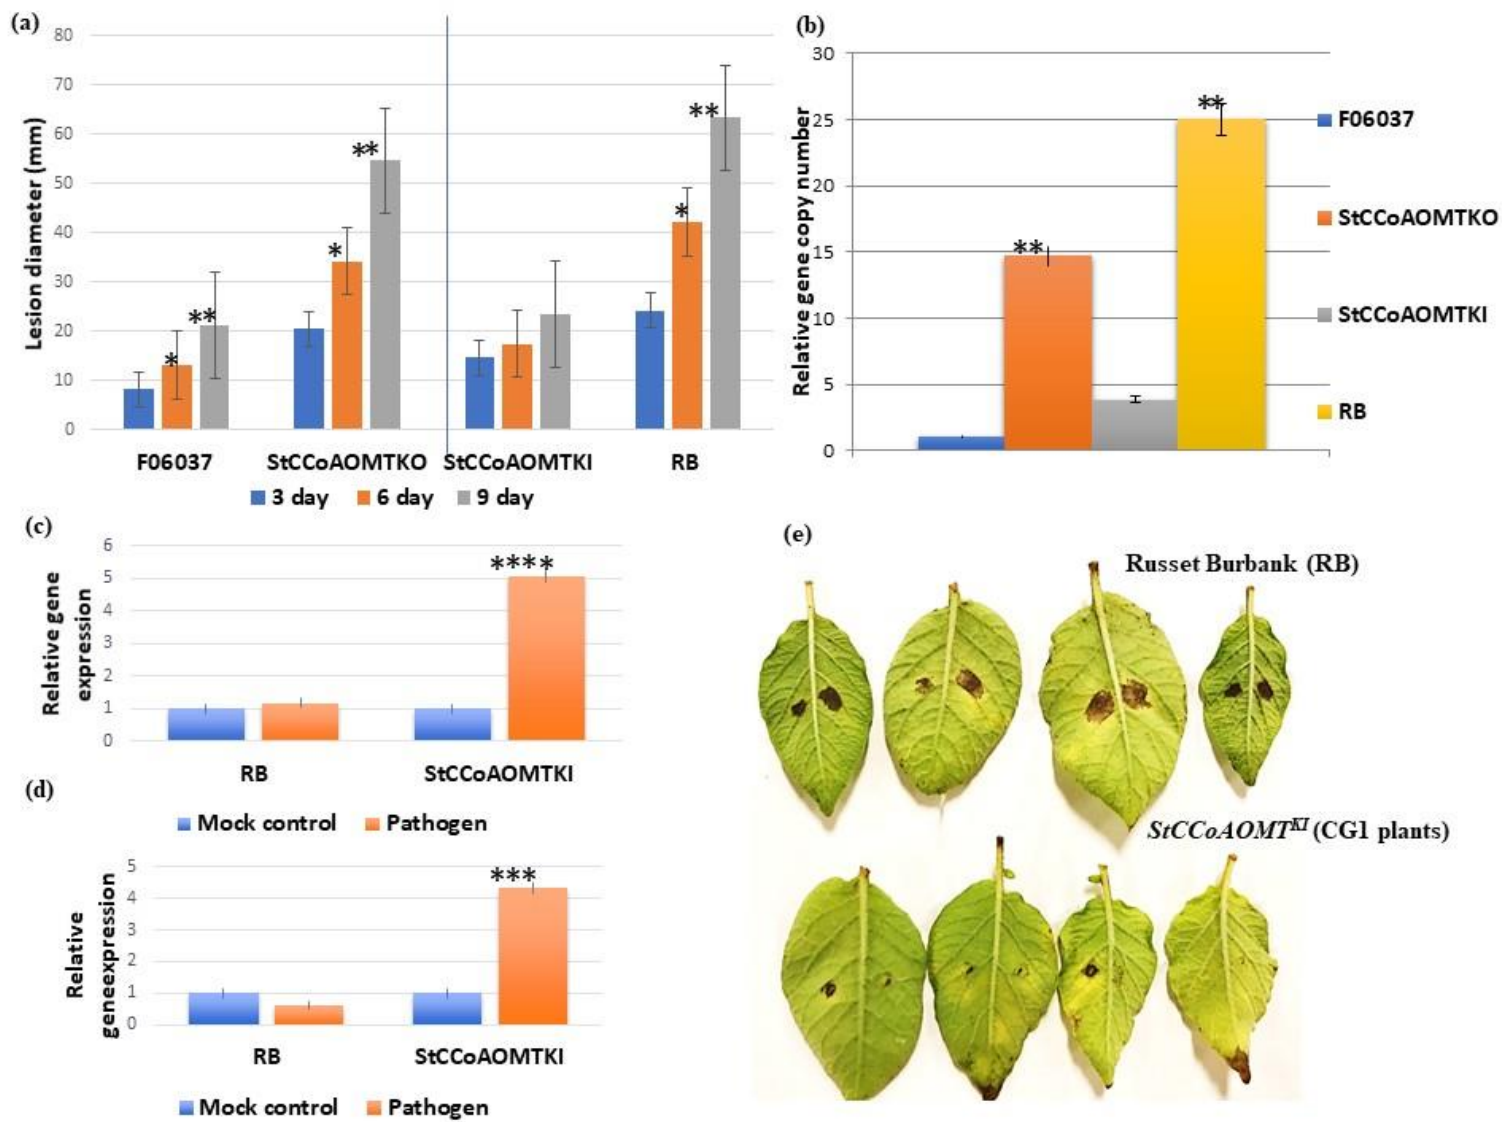 (a)
80
70
60
50
40
30
20
10
0
Lesion diameter (mm)
*
**
*
**
*
**
F06037 StCCoAOMTKO StCCoAOMTKI RB
3 day 6 day 9 day
(b)
30
25
20
15
10
5
0
Relative gene copy number
**
**
F06037
StCCoAOMTKO
StCCoAOMTKI
RB
(c)
6
5
4
3
2
1
0
Relative gene
expression
****
RB StCCoAOMTKI
Mock control Pathogen
(d)
5
4
3
2
1
0
Relative
geneexpression
***
RB StCCoAOMTKI
Mock control Pathogen
(e)
Russet Burbank (RB)
StCCoAOMTKI (CG1 plants)